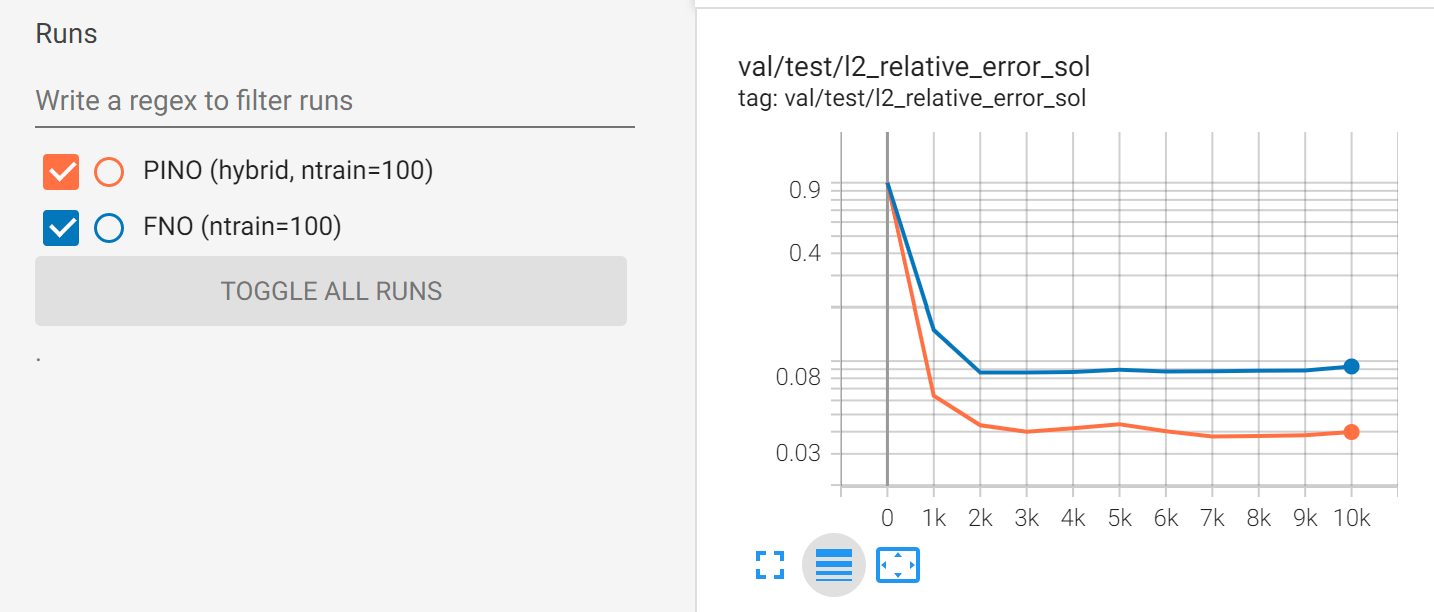 Runs
Write a regex to filter runs
PINO (hybrid, ntrain=100)
FNO (ntrain=100)
TOGGLE ALL RUNS
.
val/test/l2_relative_error_sol
tag: val/test/l2_relative_error_sol
0.9
0.4
0.08
0.03
0 1k 2k 3k 4k 5k 6k 7k 8k 9k 10k